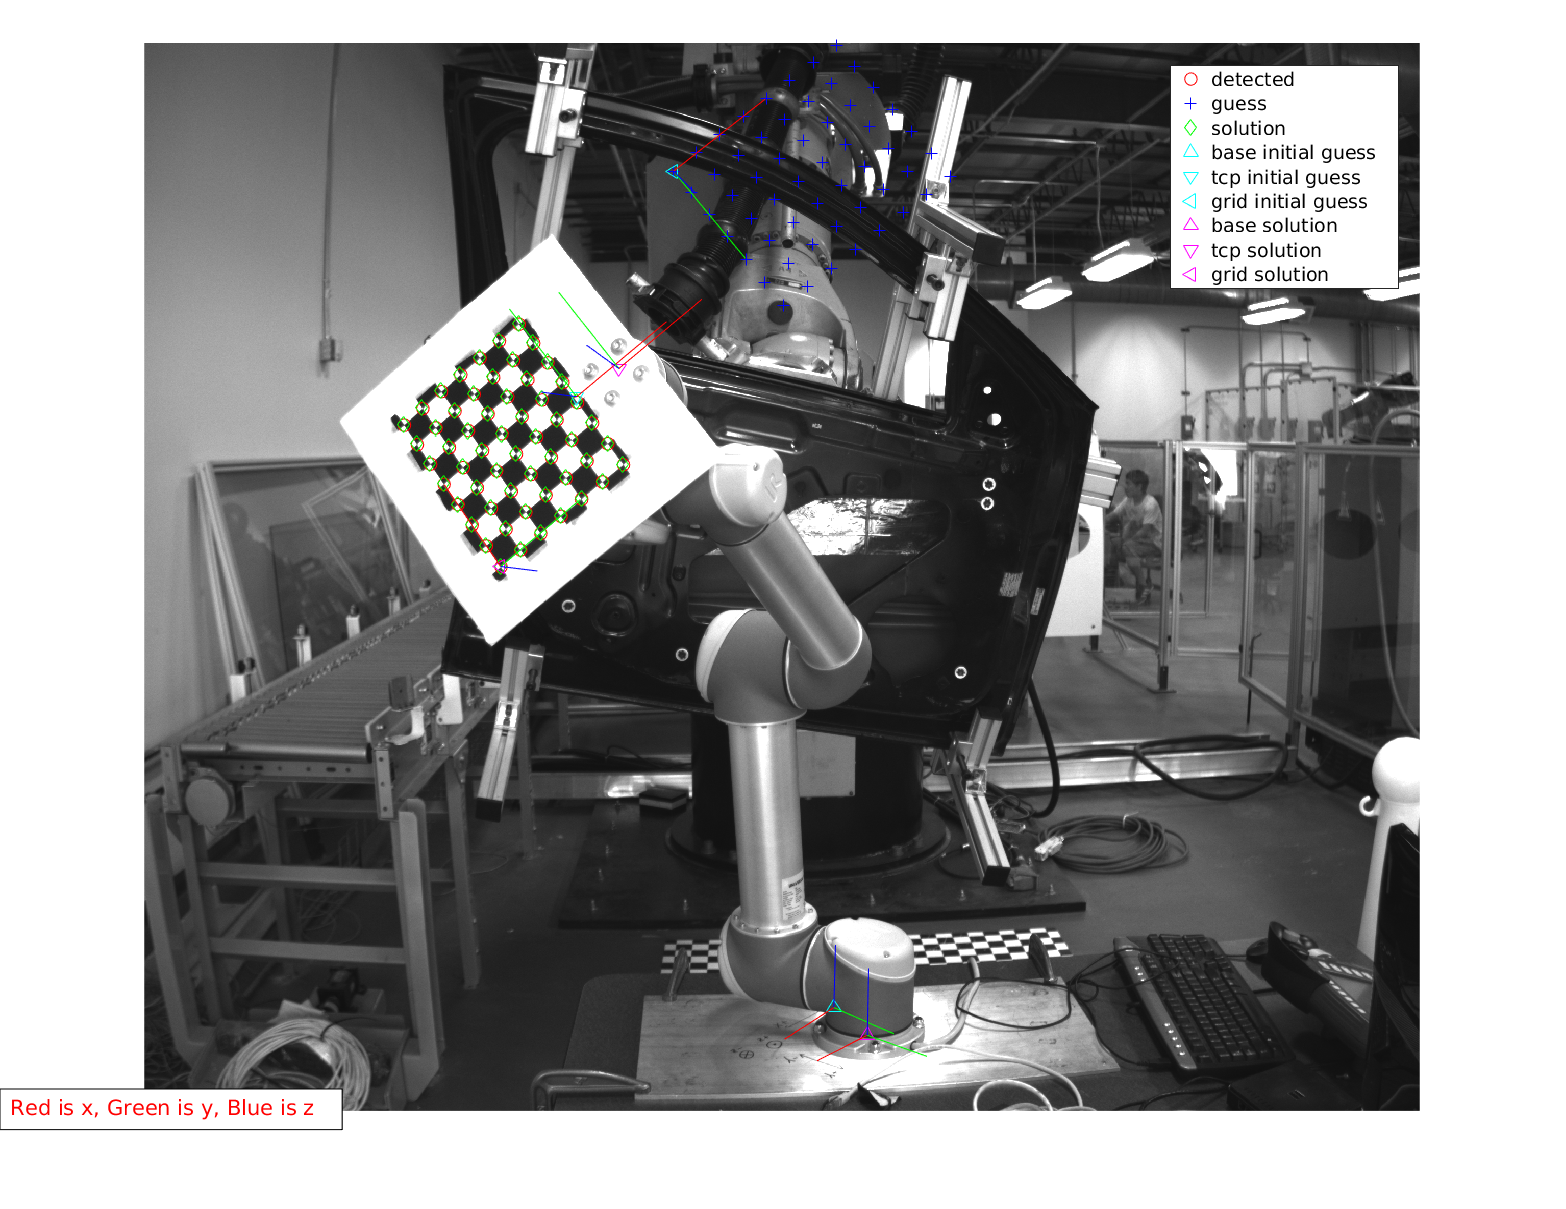 detected
guess
solution
base initial guess
tcp initial guess
grid initial guess
base solution
tcp solution
grid solution
Red is x, Green is y, Blue is z